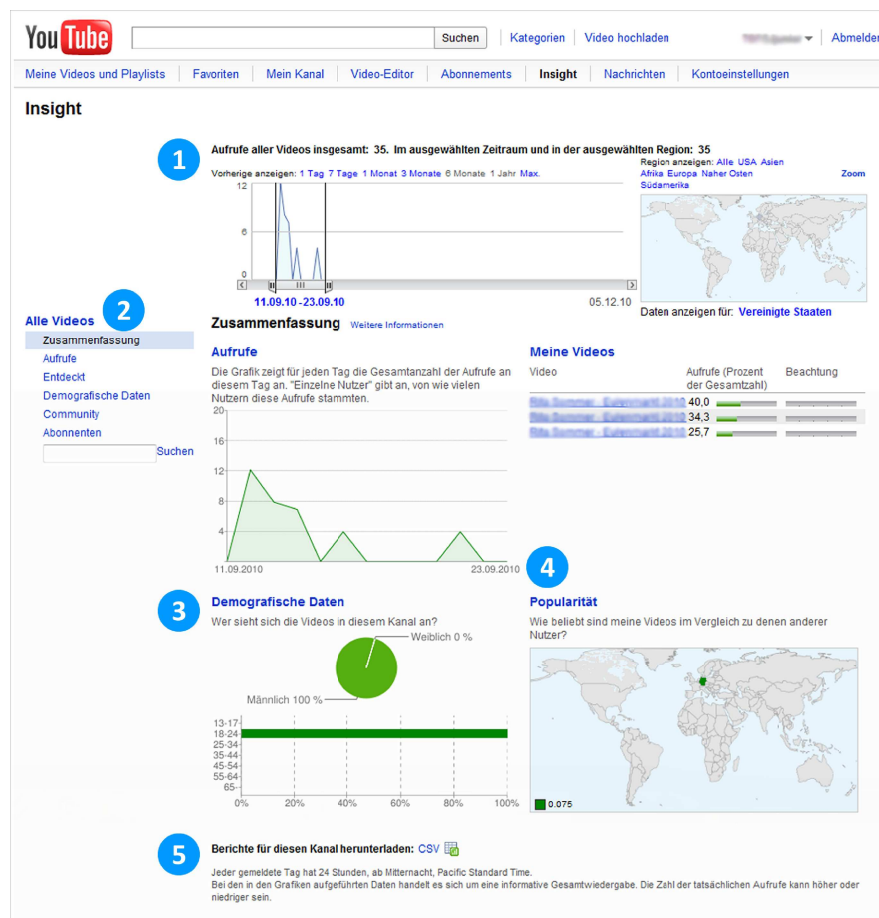 YouTube
Suchen
Kategorien
Video hochladen
Abmelden
Meine Videos und Playlists
Favoriten
Mein Kanal
Video-Editor
Abonnements
Insight
Nachrichten
Kontoeinstellungen
Insight
1
Aufrufe aller Videos insgesamt: 35. Im ausgewählten Zeitraum und in der ausgewählten Region: 35
Vorherige anzeigen: 1 Tag 7 Tage 1 Monat 3 Monate 6 Monate 1 Jahr Max.
Region anzeigen: Alle USA Asien
Afrika Europa Naher Osten
Südamerika
Zoom
12
6
0
11.09.10 - 23.09.10
05.12.10
Daten anzeigen für: Vereinigte Staaten
2
Alle Videos
Zusammenfassung
Aufrufe
Entdeckt
Demografische Daten
Community
Abonnenten
Suchen
Zusammenfassung Weitere Informationen
Aufrufe
Die Grafik zeigt für jeden Tag die Gesamtanzahl der Aufrufe an
diesem Tag an. "Einzelne Nutzer" gibt an, von wie vielen
Nutzern diese Aufrufe stammten.
20
16
12
8
4
11.09.2010
23.09.2010
Meine Videos
Video
Aufrufe (Prozent
der Gesamtzahl)
Beachtung
40,0
34,3
25,7
3
Demografische Daten
Wer sieht sich die Videos in diesem Kanal an?
Weiblich 0 %
Männlich 100 %
13-17
18-24
25-34
35-44
45-54
55-64
65-
0%
20%
40%
60%
80%
100%
4
Popularität
Wie beliebt sind meine Videos im Vergleich zu denen anderer
Nutzer?
0.075
5
Berichte für diesen Kanal herunterladen: CSV
Jeder gemeldete Tag hat 24 Stunden, ab Mitternacht, Pacific Standard Time.
Bei den in den Grafiken aufgeführten Daten handelt es sich um eine informative Gesamtwiedergabe. Die Zahl der tatsächlichen Aufrufe kann höher oder
niedriger sein.